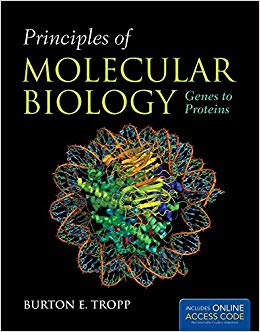 Principles of
MOLECULAR
BIOLOGY Genes to
Proteins
BURTON E. TROPP
INCLUDES ONLINE
ACCESS CODE